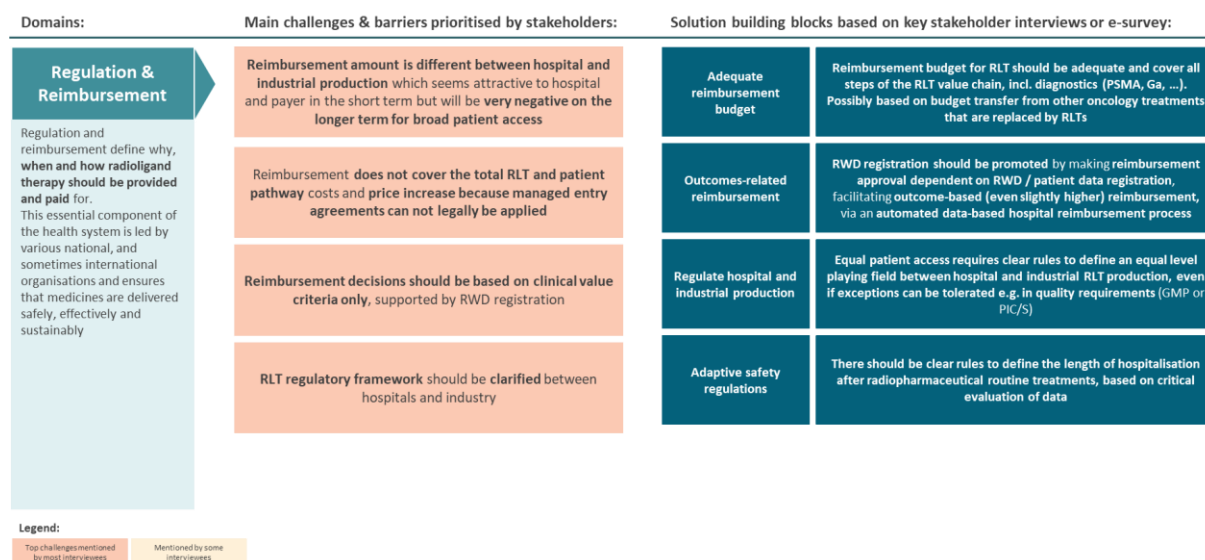 Domains:
Main challenges & barriers prioritised by stakeholders:
Solution building blocks based on key stakeholder interviews or e-survey:
Regulation &
Reimbursement
Regulation and
reimbursement define why,
when and how radioligand
therapy should be provided
and paid for.
This essential component of
the health system is led by
various national, and
sometimes international
organisations and ensures
that medicines are delivered
safely, effectively and
sustainably
Reimbursement amount is different between hospital and
industrial production which seems attractive to hospital
and payer in the short term but will be very negative on the
longer term for broad patient access
Reimbursement does not cover the total RLT and patient
pathway costs and price increase because managed entry
agreements can not legally be applied
Reimbursement decisions should be based on clinical value
criteria only, supported by RWD registration
RLT regulatory framework should be clarified between
hospitals and industry
Adequate
reimbursement
budget
Reimbursement budget for RLT should be adequate and cover all
steps of the RLT value chain, incl. diagnostics (PSMA, Ga, ...).
Possibly based on budget transfer from other oncology treatments
that are replaced by RLTs
Outcomes-related
reimbursement
RWD registration should be promoted by making reimbursement
approval dependent on RWD / patient data registration,
facilitating outcome-based (even slightly higher) reimbursement,
via an automated data-based hospital reimbursement process
Regulate hospital and
industrial production
Equal patient access requires clear rules to define an equal level
playing field between hospital and industrial RLT production, even
if exceptions can be tolerated e.g. in quality requirements (GMP or
PIC/S)
Adaptive safety
regulations
There should be clear rules to define the length of hospitalisation
after radiopharmaceutical routine treatments, based on critical
evaluation of data
Legend:
Top challenges mentioned
by most interviewees
Mentioned by some
interviewees